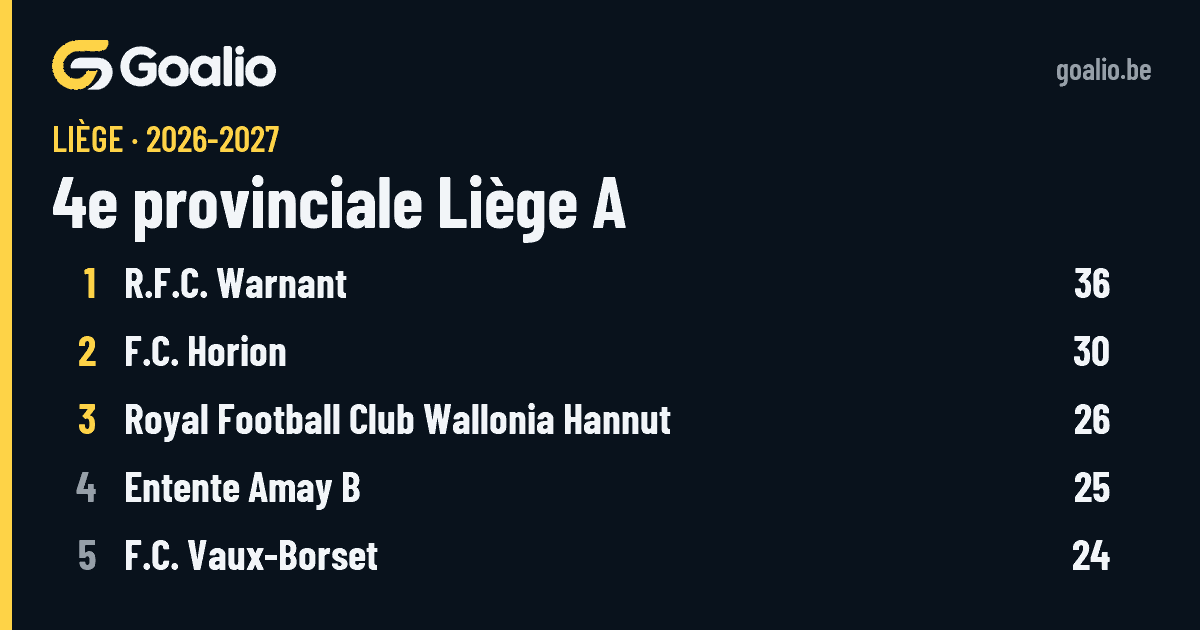 Goalio
goalio.be
LIÈGE · 2026-2027
4e provinciale Liège A
1 R.F.C. Warnant 36
2 F.C. Horion 30
3 Royal Football Club Wallonia Hannut 26
4 Entente Amay B 25
5 F.C. Vaux-Borset 24